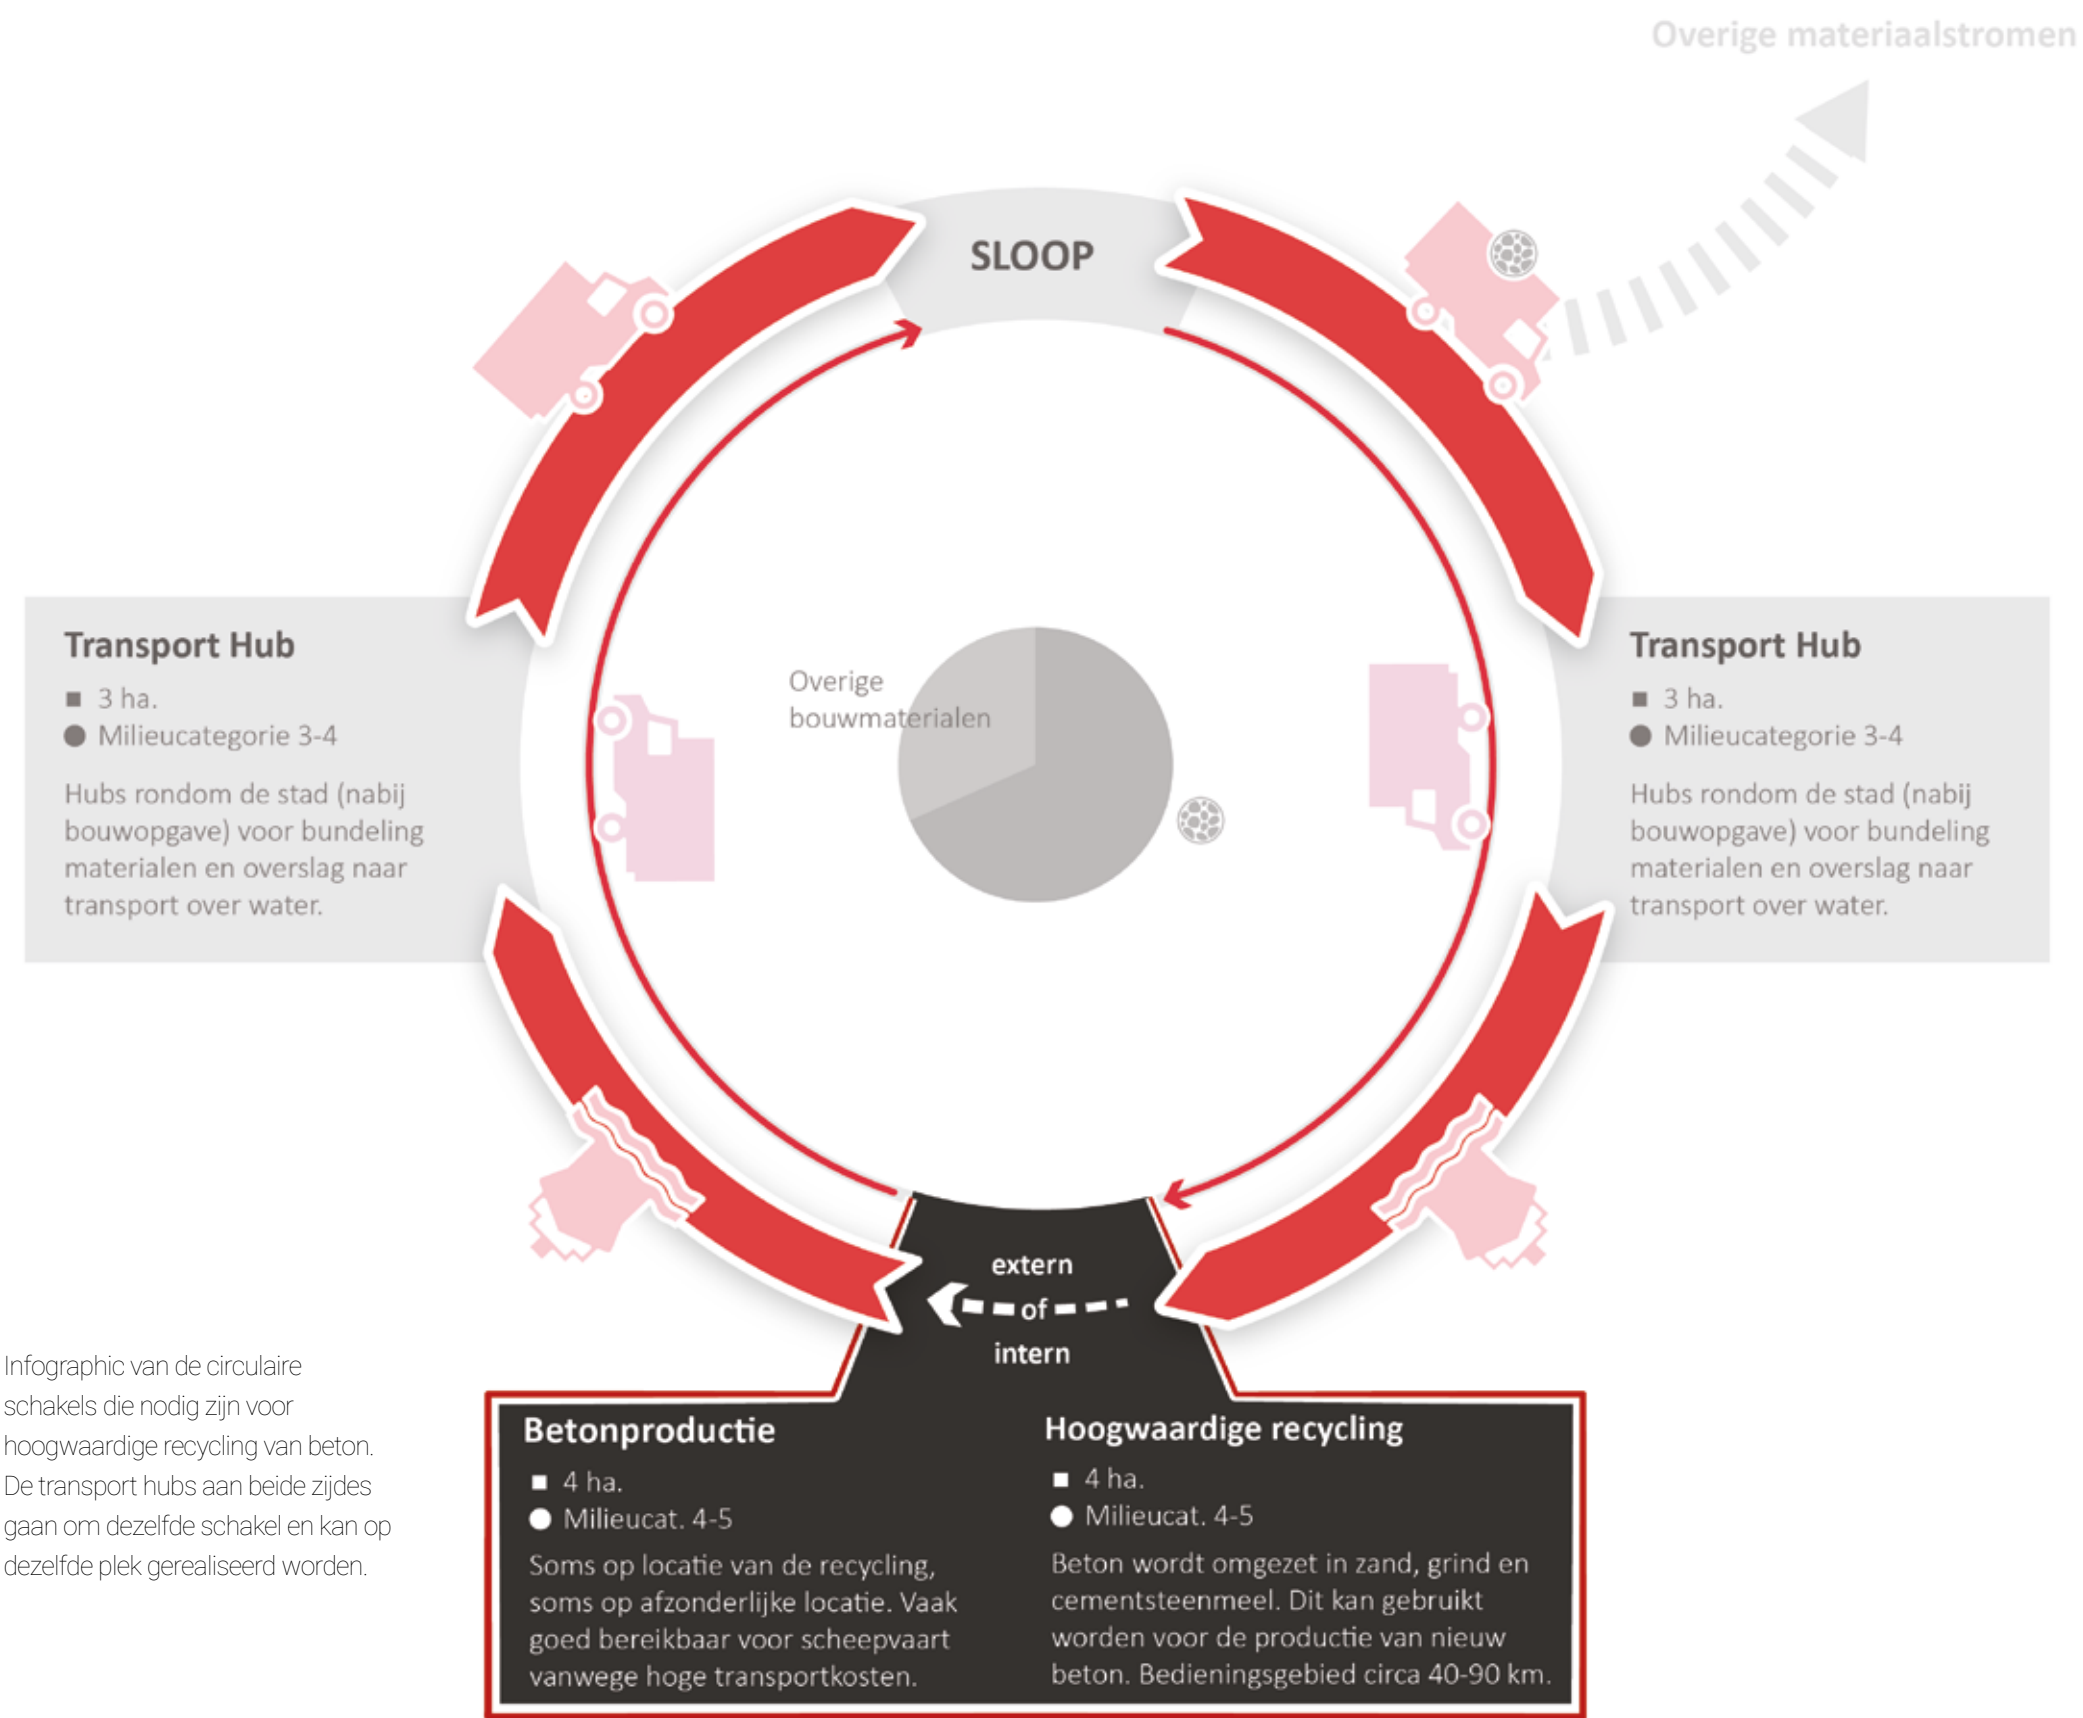 Overige materiaalstromen
SLOOP
Transport Hub
3 ha.
Milieucategorie 3-4
Hubs rondom de stad (nabij
bouwopgave) voor bundeling
materialen en overslag naar
transport over water.
Overige
bouwmaterialen
Transport Hub
3 ha.
Milieucategorie 3-4
Hubs rondom de stad (nabij
bouwopgave) voor bundeling
materialen en overslag naar
transport over water.
extern
of
intern
Infographic van de circulaire
schakels die nodig zijn voor
hoogwaardige recycling van beton.
De transport hubs aan beide zijdes
gaan om dezelfde schakel en kan op
dezelfde plek gerealiseerd worden.
Betonproductie
4 ha.
Milieucat. 4-5
Soms op locatie van de recycling,
soms op afzonderlijke locatie. Vaak
goed bereikbaar voor scheepvaart
vanwege hoge transportkosten.
Hoogwaardige recycling
4 ha.
Milieucat. 4-5
Beton wordt omgezet in zand, grind en
cementsteenmeel. Dit kan gebruikt
worden voor de productie van nieuw
beton. Bedieningsgebied circa 40-90 km.